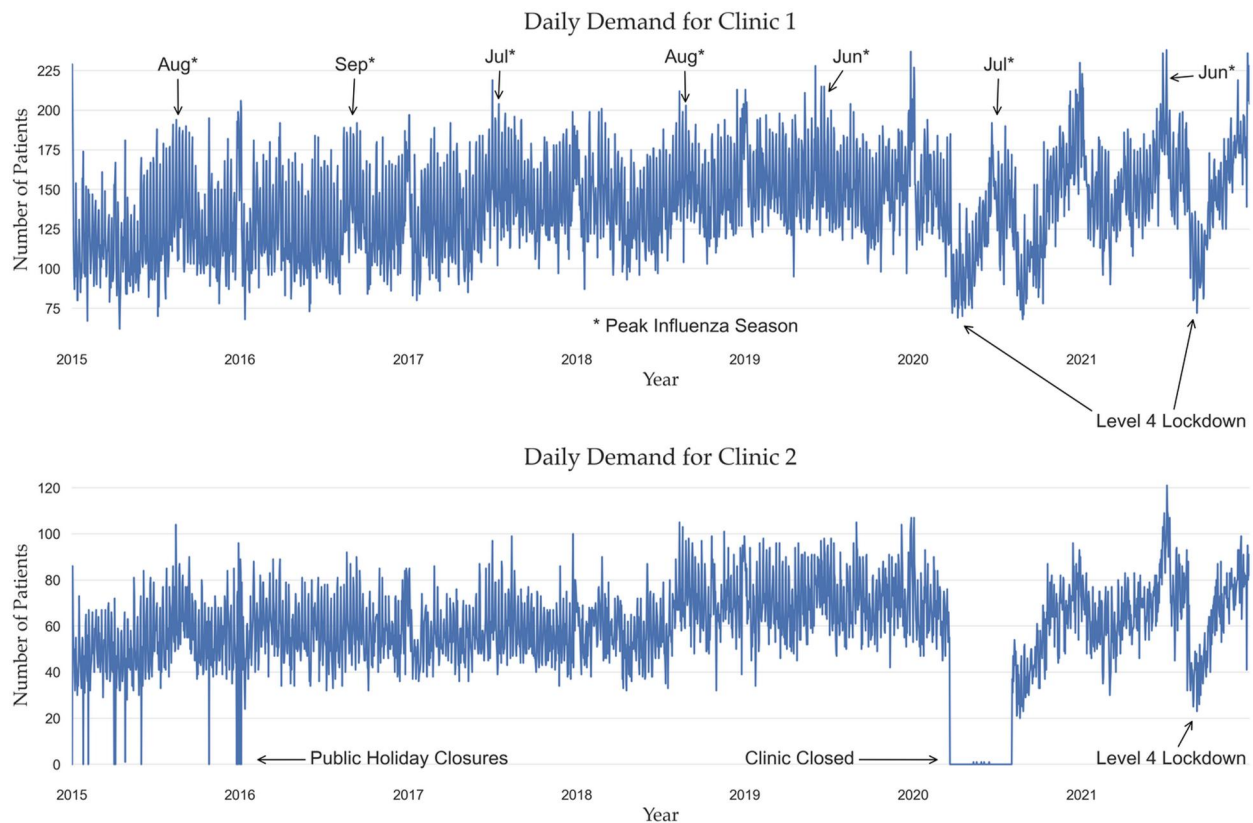 Daily Demand for Clinic 1
Aug* Sep* Jul* Aug* Jun* Jul* Jun*
225
200
175
150
125
100
75
Number of Patients
* Peak Influenza Season
2015 2016 2017 2018 2019 2020 2021
Year
Level 4 Lockdown
Daily Demand for Clinic 2
120
100
80
60
40
20
0
Number of Patients
Public Holiday Closures
Clinic Closed
Level 4 Lockdown
2015 2016 2017 2018 2019 2020 2021
Year